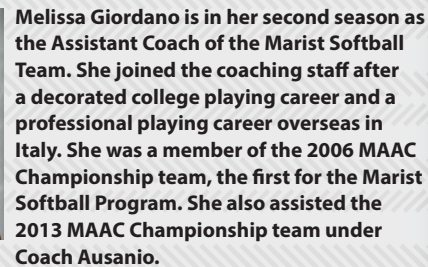 Melissa Giordano is in her second season as
the Assistant Coach of the Marist Softball
Team. She joined the coaching staff after
a decorated college playing career and a
professional playing career overseas in
Italy. She was a member of the 2006 MAAC
Championship team, the first for the Marist
Softball Program. She also assisted the
2013 MAAC Championship team under
Coach Ausanio.